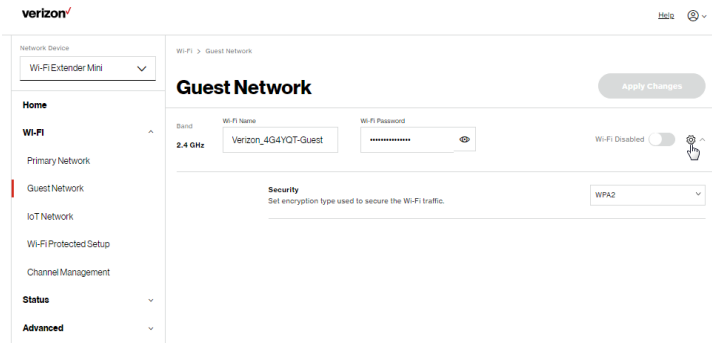 verizon✓
Help
Network Device
Wi-Fi Extender Mini
Home
Wi-Fi
Primary Network
Guest Network
IoT Network
Wi-Fi Protected Setup
Channel Management
Status
Advanced
Wi-Fi > Guest Network
Guest Network
Apply Changes
Band
2.4 GHz
Wi-Fi Name
Verizon_4G4YQT-Guest
Wi-Fi Password
•••••••••••••••
Wi-Fi Disabled
Security
Set encryption type used to secure the Wi-Fi traffic.
WPA2